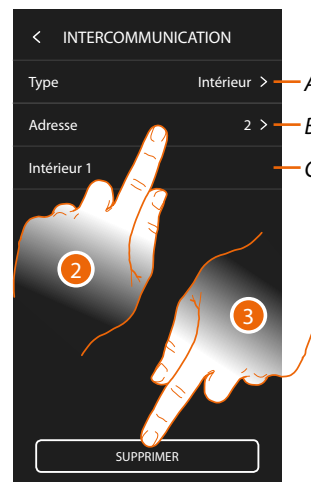 < INTERCOMMUNICATION
Type Intérieur > A
Adresse 2 > B
Intérieur 1 C
2
3
SUPPRIMER